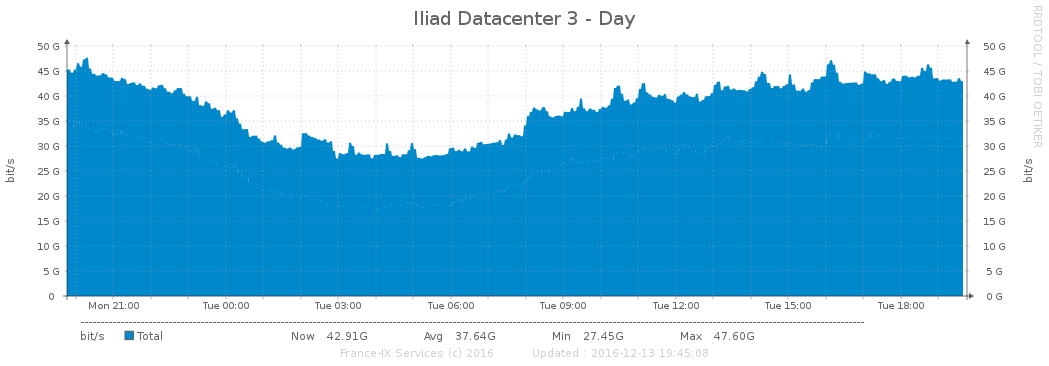 Iliad Datacenter 3 - Day
RRDTOOL / TOBI OETIKER
50 G 50 G
45 G 45 G
40 G 40 G
35 G 35 G
30 G 30 G
25 G 25 G
20 G 20 G
15 G 15 G
10 G 10 G
5 G 5 G
0 0 G
bit/s bit/s
Mon 21:00 Tue 00:00 Tue 03:00 Tue 06:00 Tue 09:00 Tue 12:00 Tue 15:00 Tue 18:00
bit/s Total Now 42.91G Avg 37.64G Min 27.45G Max 47.60G
France-IX Services (c) 2016 Updated : 2016-12-13 19:45:08